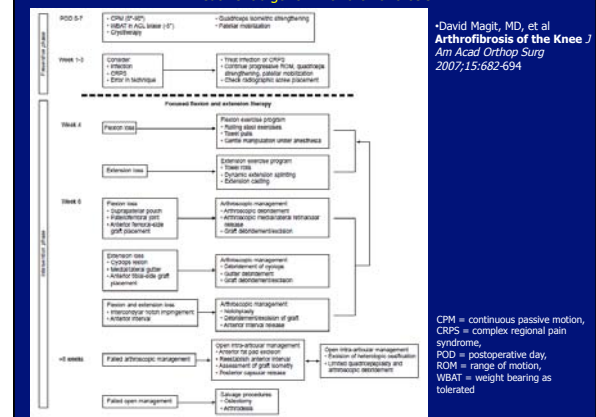 •David Magit, MD, et al
Arthrofibrosis of the Knee J
Am Acad Orthop Surg
2007;15:682-694
POD 5-7
• CPM (0°-90°)
• WBAT in ACL brace (-5°)
• Cryotherapy
• Quadriceps isometric strengthening
• Patellar mobilization
Week 1-3
Consider
• Infection
• CRPS
• Error in technique
• Treat infection or CRPS
• Continue progressive ROM, quadriceps
strengthening, patellar mobilization
• Check radiographic screw placement
Focused flexion and extension therapy
Week 4
Flexion loss
Flexion exercise program
• Rolling stool exercises
• Towel pulls
• Gentle manipulation under anesthesia
Extension loss
Extension exercise program
• Towel rolls
• Dynamic extension splinting
• Extension casting
Flexion loss
• Suprapatellar pouch
• Patellofemoral joint
• Anterior femoral-side
graft placement
Arthroscopic management
• Arthroscopic debridement
• Arthroscopic medial/lateral retinacular
release
• Graft debridement/excision
Extension loss
• Cyclops lesion
• Medial/lateral gutter
• Anterior tibial-side graft
placement
Arthroscopic management
• Debridement of cyclops
• Gutter debridement
• Graft debridement/excision
Flexion and extension loss
• Intercondylar notch impingement
• Anterior interval
Arthroscopic management
• Notchplasty
• Debridement/excision of graft
• Anterior interval release
Failed arthroscopic management
Open intra-articular management
• Anterior fat pad excision
• Reestablish anterior interval
• Assessment of graft isometry
• Posterior capsular release
Open intra-articular management
• Excision of heterotopic ossification
• Limited quadricepsplasty and
arthroscopic debridement
Failed open management
Salvage procedures
• Osteotomy
• Arthrodesis
CPM = continuous passive motion,
CRPS = complex regional pain
syndrome,
POD = postoperative day,
ROM = range of motion,
WBAT = weight bearing as
tolerated